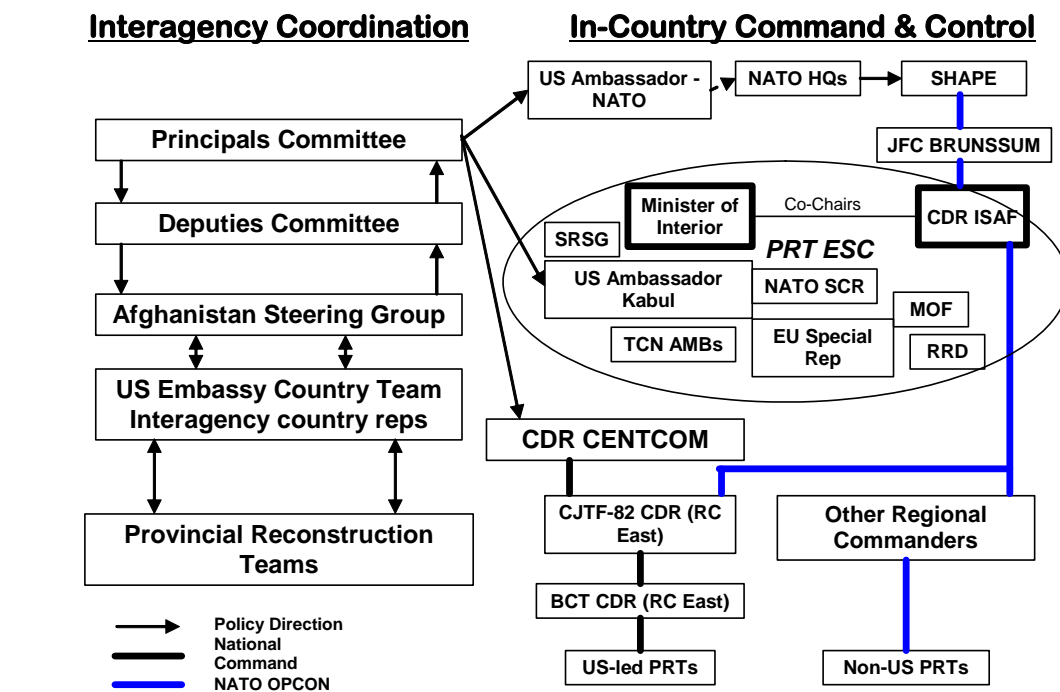 Interagency Coordination
Principals Committee
Deputies Committee
Afghanistan Steering Group
US Embassy Country Team
Interagency country reps
Provincial Reconstruction
Teams
Policy Direction
National
Command
NATO OPCON
In-Country Command & Control
US Ambassador -
NATO
NATO HQs
SHAPE
JFC BRUNSSUM
Minister of
Interior
Co-Chairs
CDR ISAF
SRSG
PRT ESC
US Ambassador
Kabul
NATO SCR
MOF
TCN AMBs
EU Special
Rep
RRD
CDR CENTCOM
CJTF-82 CDR (RC
East)
Other Regional
Commanders
BCT CDR (RC East)
US-led PRTs
Non-US PRTs